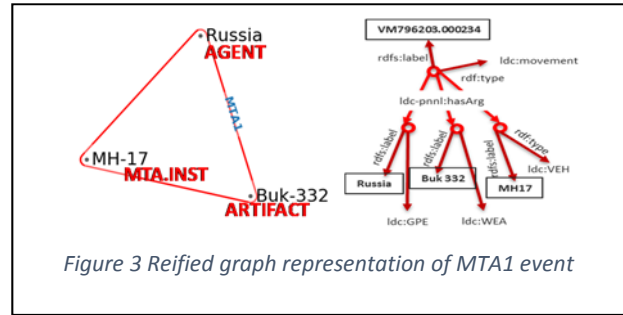 Russia
AGENT
MTA1
MH-17
MTA.INST
Buk-332
ARTIFACT
VM796203.000234
rdfs:label
ldc:movement
rdf:type
ldc-pnnl:hasArg
rdfs:label
rdfs:label
rdfs:label
rdf:type
ldc:VEH
Russia
Buk 332
MH17
ldc:GPE
ldc:WEA
Figure 3 Reified graph representation of MTA1 event